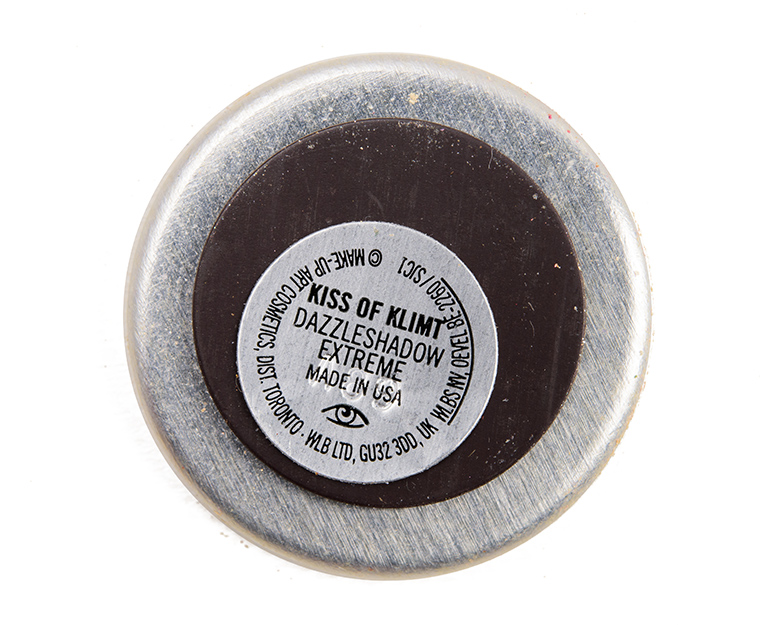 KISS OF KLIMT
DAZZLESHADOW
EXTREME
MADE IN USA
© MAKE-UP ART COSMETICS, DIST. TORONTO · WLB LTD, GU32 3DD, UK WLBS NV, OEVEL BE-2260 / SJC1